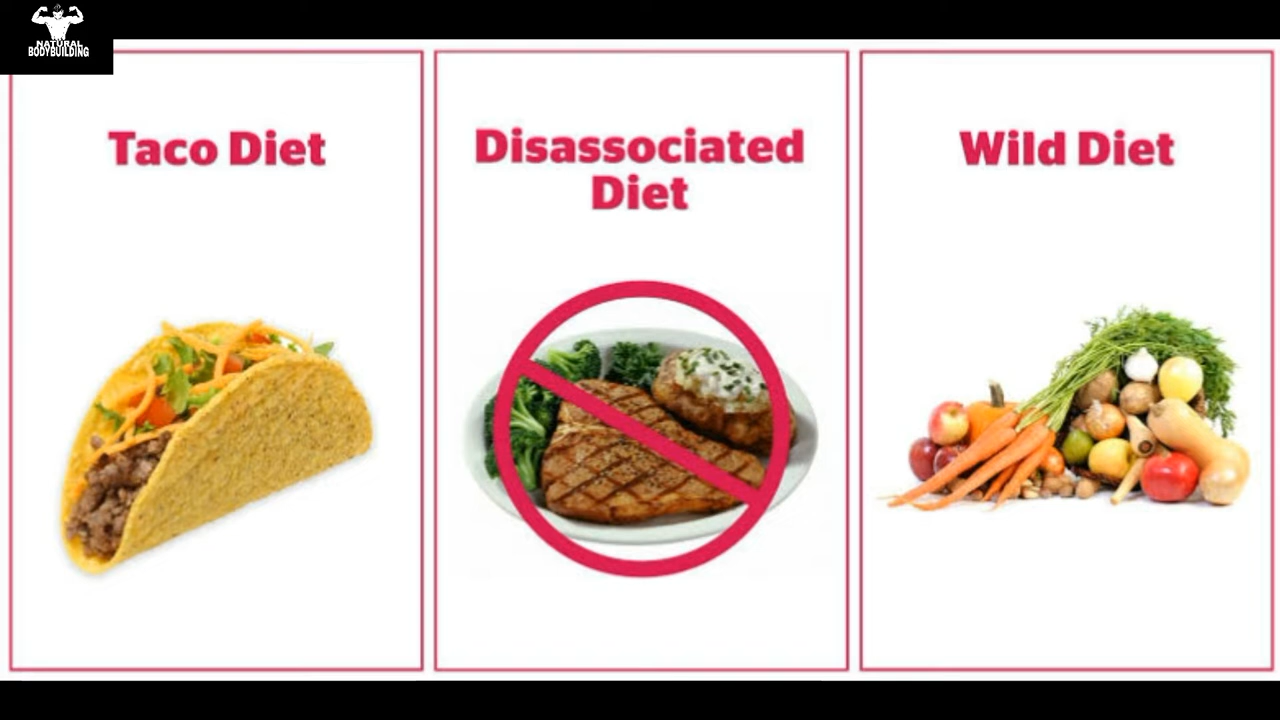 NATURAL
BODYBUILDING
Taco Diet
Disassociated
Diet
Wild Diet